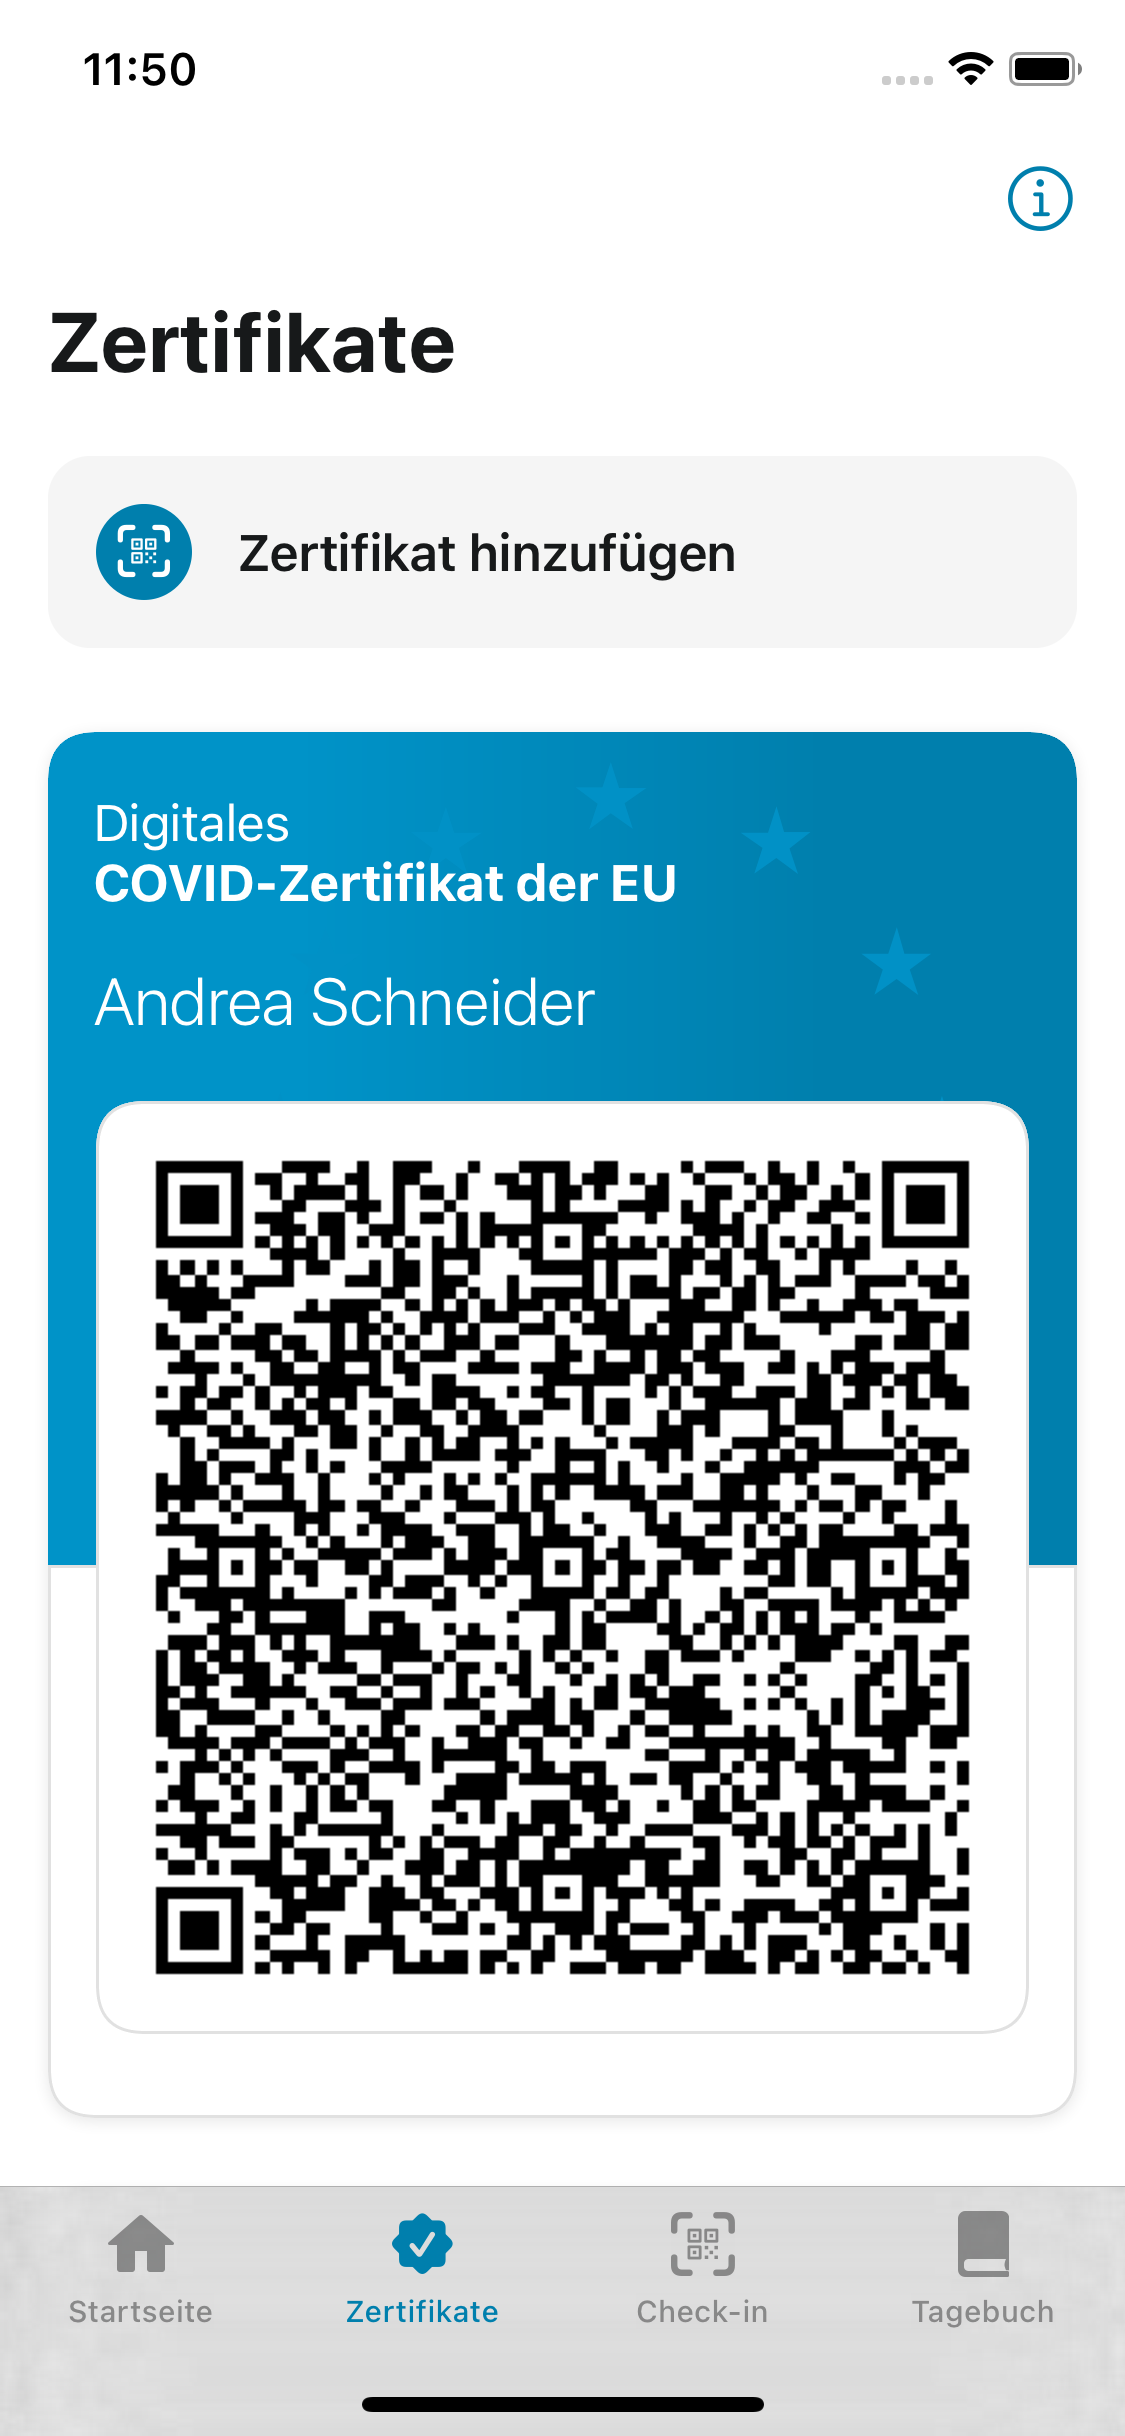 11:50
Zertifikate
Zertifikat hinzufügen
Digitales
COVID-Zertifikat der EU
Andrea Schneider
Startseite
Zertifikate
Check-in
Tagebuch